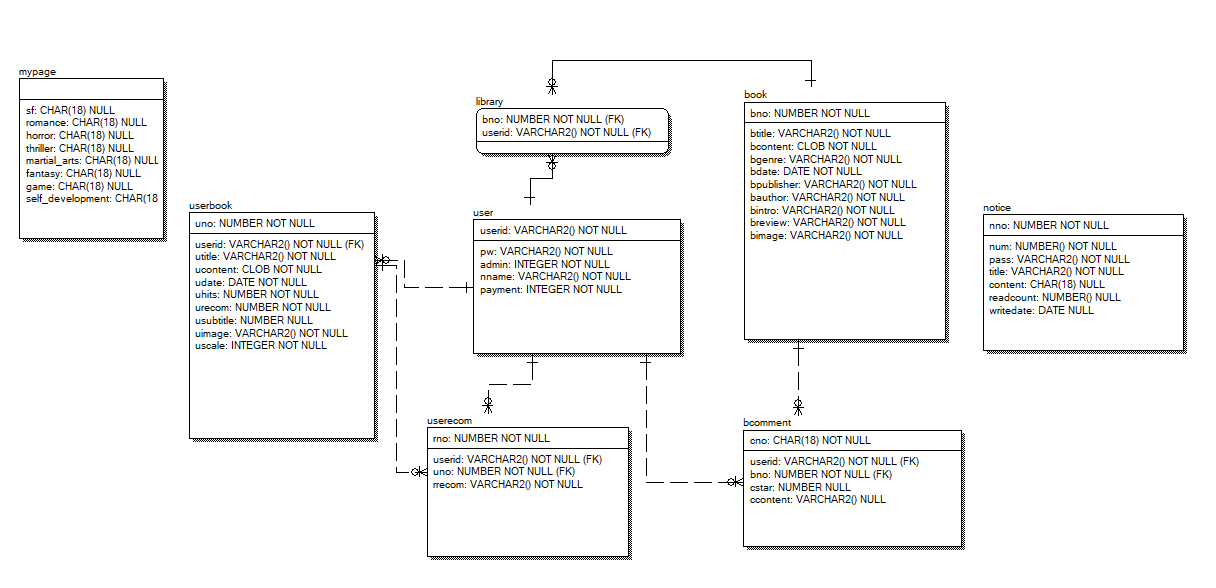 mypage
sf: CHAR(18) NULL
romance: CHAR(18) NULL
horror: CHAR(18) NULL
thriller: CHAR(18) NULL
martial_arts: CHAR(18) NULL
fantasy: CHAR(18) NULL
game: CHAR(18) NULL
self_development: CHAR(18
library
bno: NUMBER NOT NULL (FK)
userid: VARCHAR2() NOT NULL (FK)
book
bno: NUMBER NOT NULL
btitle: VARCHAR2() NOT NULL
bcontent: CLOB NOT NULL
bgenre: VARCHAR2() NOT NULL
bdate: DATE NOT NULL
bpublisher: VARCHAR2() NOT NULL
bauthor: VARCHAR2() NOT NULL
bintro: VARCHAR2() NOT NULL
breview: VARCHAR2() NOT NULL
bimage: VARCHAR2() NOT NULL
userbook
uno: NUMBER NOT NULL
userid: VARCHAR2() NOT NULL (FK)
utitle: VARCHAR2() NOT NULL
ucontent: CLOB NOT NULL
udate: DATE NOT NULL
uhits: NUMBER NOT NULL
urecom: NUMBER NOT NULL
usubtitle: NUMBER NULL
uimage: VARCHAR2() NOT NULL
uscale: INTEGER NOT NULL
user
userid: VARCHAR2() NOT NULL
pw: VARCHAR2() NOT NULL
admin: INTEGER NOT NULL
nname: VARCHAR2() NOT NULL
payment: INTEGER NOT NULL
notice
nno: NUMBER NOT NULL
num: NUMBER() NOT NULL
pass: VARCHAR2() NOT NULL
title: VARCHAR2() NOT NULL
content: CHAR(18) NULL
readcount: NUMBER() NULL
writedate: DATE NULL
userecom
rno: NUMBER NOT NULL
userid: VARCHAR2() NOT NULL (FK)
uno: NUMBER NOT NULL (FK)
rrecom: VARCHAR2() NOT NULL
bcomment
cno: CHAR(18) NOT NULL
userid: VARCHAR2() NOT NULL (FK)
bno: NUMBER NOT NULL (FK)
cstar: NUMBER NULL
ccontent: VARCHAR2() NULL